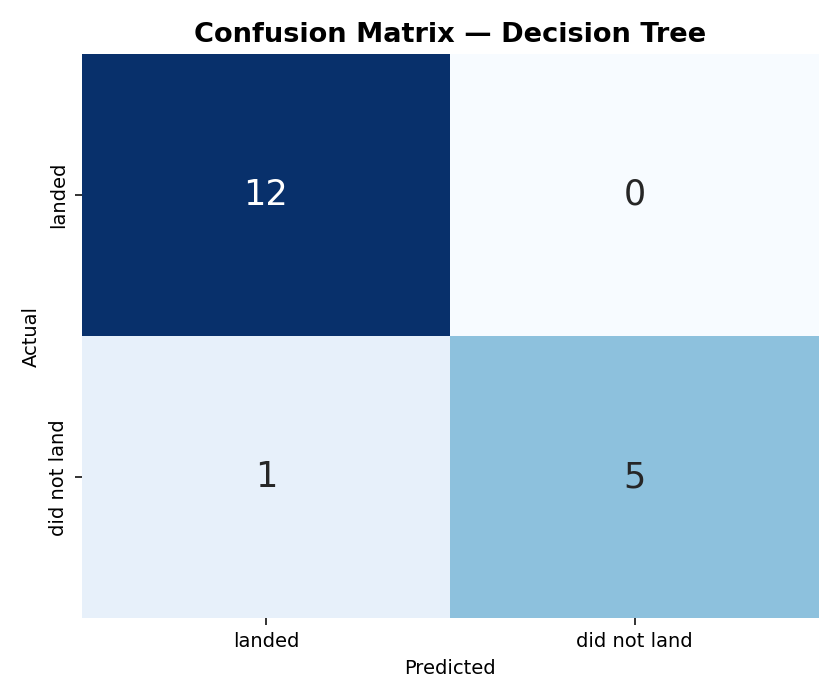 Confusion Matrix — Decision Tree
Actual
landed
12
0
did not land
1
5
landed
did not land
Predicted